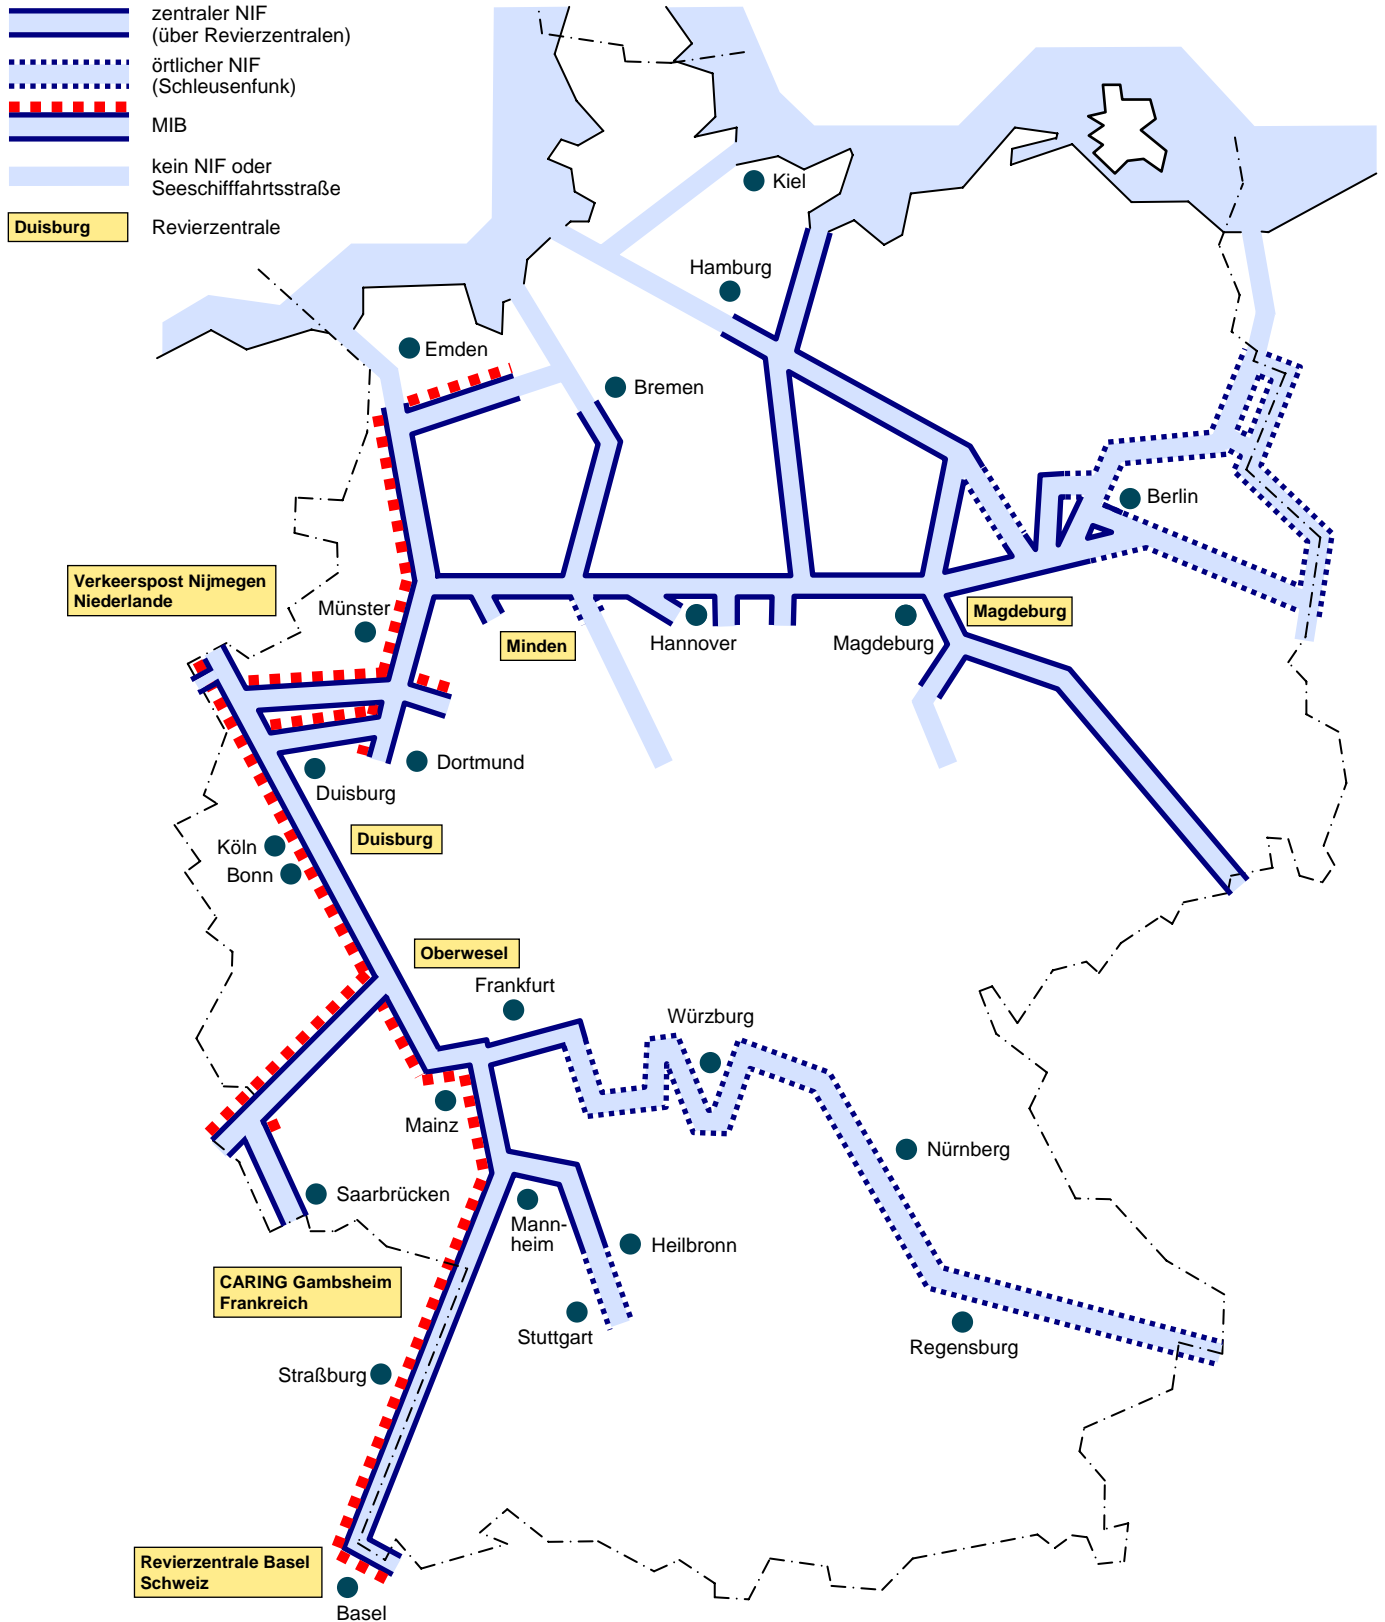 zentraler NIF
(über Revierzentralen)
örtlicher NIF
(Schleusenfunk)
MIB
kein NIF oder
Seeschifffahrtsstraße
Duisburg
Revierzentrale
Kiel
Hamburg
Emden
Bremen
Berlin
Verkeerspost Nijmegen
Niederlande
Münster
Minden
Hannover
Magdeburg
Magdeburg
Dortmund
Duisburg
Duisburg
Köln
Bonn
Oberwesel
Frankfurt
Würzburg
Mainz
Nürnberg
Saarbrücken
Mann-
heim
Heilbronn
CARING Gambsheim
Frankreich
Stuttgart
Regensburg
Straßburg
Revierzentrale Basel
Schweiz
Basel